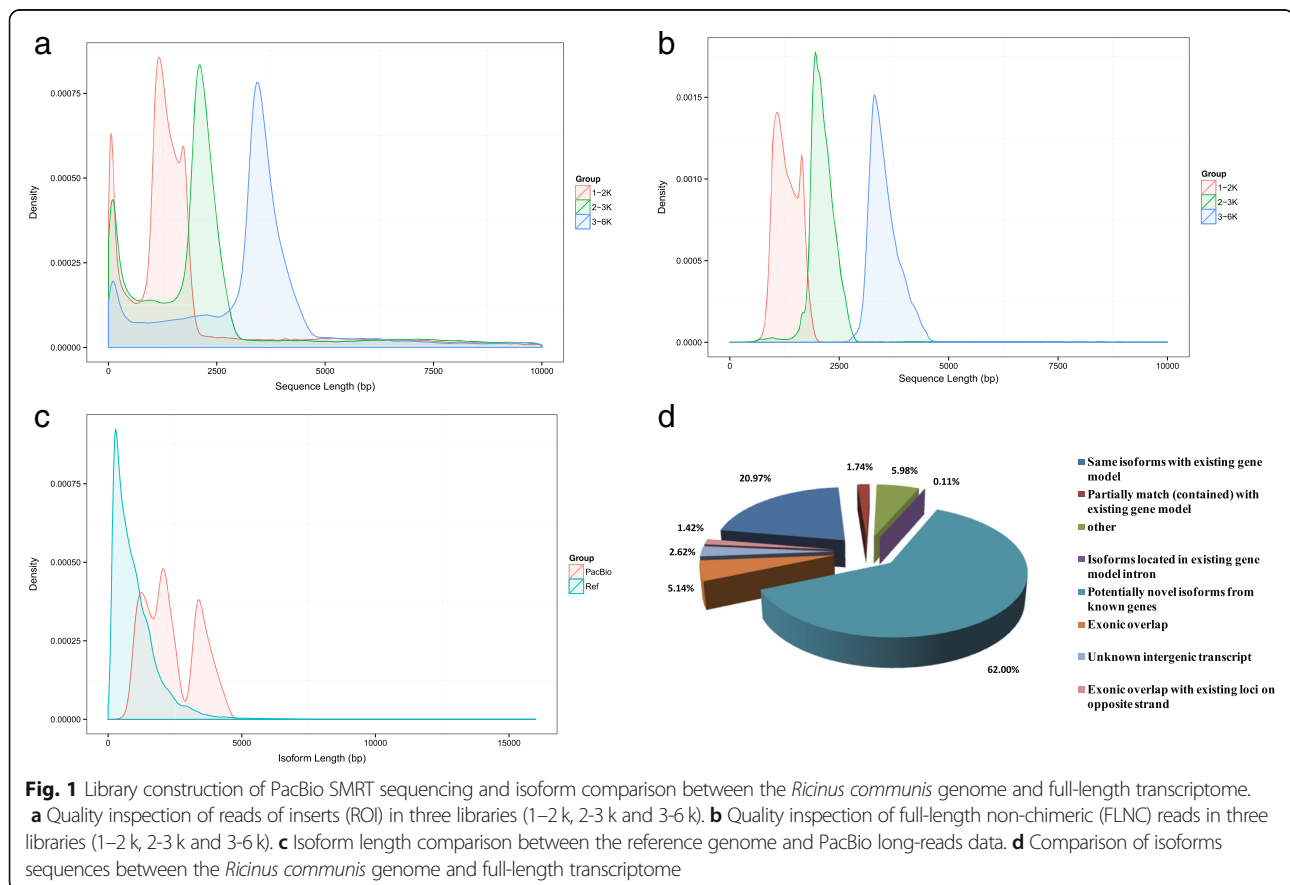 a
0.00075
0.00050
0.00025
0.00000
Density
0
2500
5000
7500
10000
Sequence Length (bp)
Group
1-2K
2-3K
3-6K
b
0.0015
0.0010
0.0005
0.0000
Density
0
2500
5000
7500
10000
Sequence Length (bp)
Group
1-2K
2-3K
3-6K
c
0.00075
0.00050
0.00025
0.00000
Density
0
5000
10000
15000
Isoform Length (bp)
Group
PacBio
Ref
d
20.97%
1.74%
5.98%
0.11%
1.42%
2.62%
5.14%
62.00%
Same isoforms with existing gene
model
Partially match (contained) with
existing gene model
other
Isoforms located in existing gene
model intron
Potentially novel isoforms from
known genes
Exonic overlap
Unknown intergenic transcript
Exonic overlap with existing loci on
opposite strand
Fig. 1 Library construction of PacBio SMRT sequencing and isoform comparison between the Ricinus communis genome and full-length transcriptome.
a Quality inspection of reads of inserts (ROI) in three libraries (1–2 k, 2-3 k and 3-6 k). b Quality inspection of full-length non-chimeric (FLNC) reads in three
libraries (1–2 k, 2-3 k and 3-6 k). c Isoform length comparison between the reference genome and PacBio long-reads data. d Comparison of isoforms
sequences between the Ricinus communis genome and full-length transcriptome